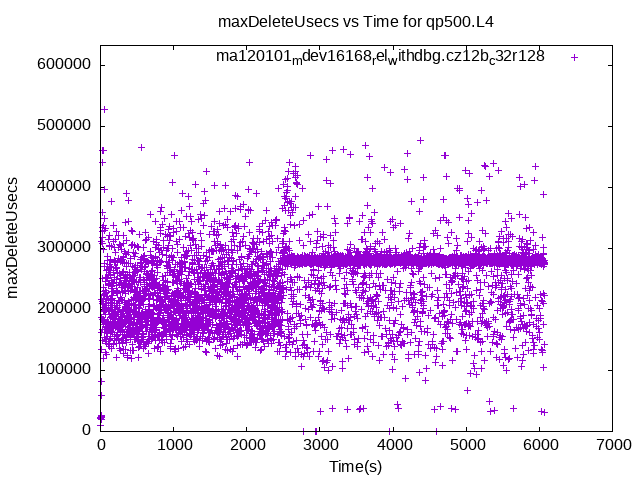 maxDeleteUsecs vs Time for qp500.L4
ma120101mdev16168relwithdbg.cz12bc32r128
600000
500000
400000
300000
200000
100000
0
maxDeleteUsecs
0 1000 2000 3000 4000 5000 6000 7000
Time(s)